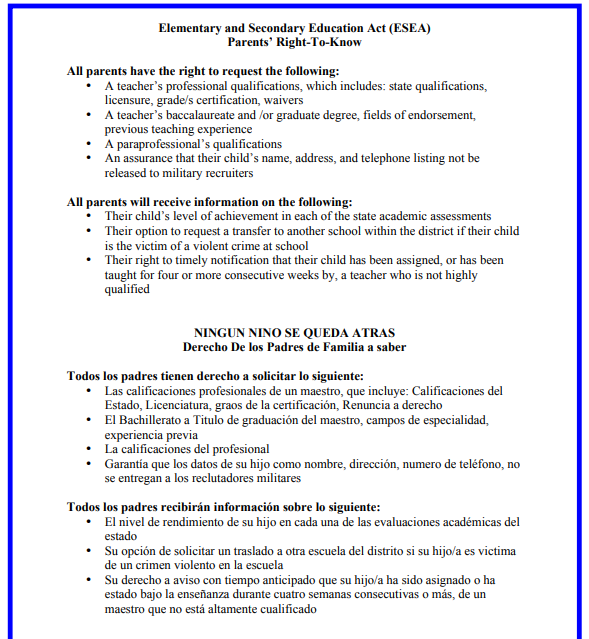 Elementary and Secondary Education Act (ESEA)
Parents' Right-To-Know
All parents have the right to request the following:
• A teacher's professional qualifications, which includes: state qualifications,
licensure, grade/s certification, waivers
• A teacher's baccalaureate and /or graduate degree, fields of endorsement,
previous teaching experience
• A paraprofessional's qualifications
• An assurance that their child's name, address, and telephone listing not be
released to military recruiters
All parents will receive information on the following:
• Their child's level of achievement in each of the state academic assessments
• Their option to request a transfer to another school within the district if their child
is the victim of a violent crime at school
• Their right to timely notification that their child has been assigned, or has been
taught for four or more consecutive weeks by, a teacher who is not highly
qualified
NINGUN NINO SE QUEDA ATRAS
Derecho De los Padres de Familia a saber
Todos los padres tienen derecho a solicitar lo siguiente:
• Las calificaciones profesionales de un maestro, que incluye: Calificaciones del
Estado, Licenciatura, graos de la certificación, Renuncia a derecho
• El Bachillerato a Titulo de graduación del maestro, campos de especialidad,
experiencia previa
• La calificaciones del profesional
• Garantía que los datos de su hijo como nombre, dirección, numero de teléfono, no
se entregan a los reclutadores militares
Todos los padres recibirán información sobre lo siguiente:
• El nivel de rendimiento de su hijo en cada una de las evaluaciones académicas del
estado
• Su opción de solicitar un traslado a otra escuela del distrito si su hijo/a es victima
de un crimen violento en la escuela
• Su derecho a aviso con tiempo anticipado que su hijo/a ha sido asignado o ha
estado bajo la enseñanza durante cuatro semanas consecutivas o más, de un
maestro que no está altamente cualificado